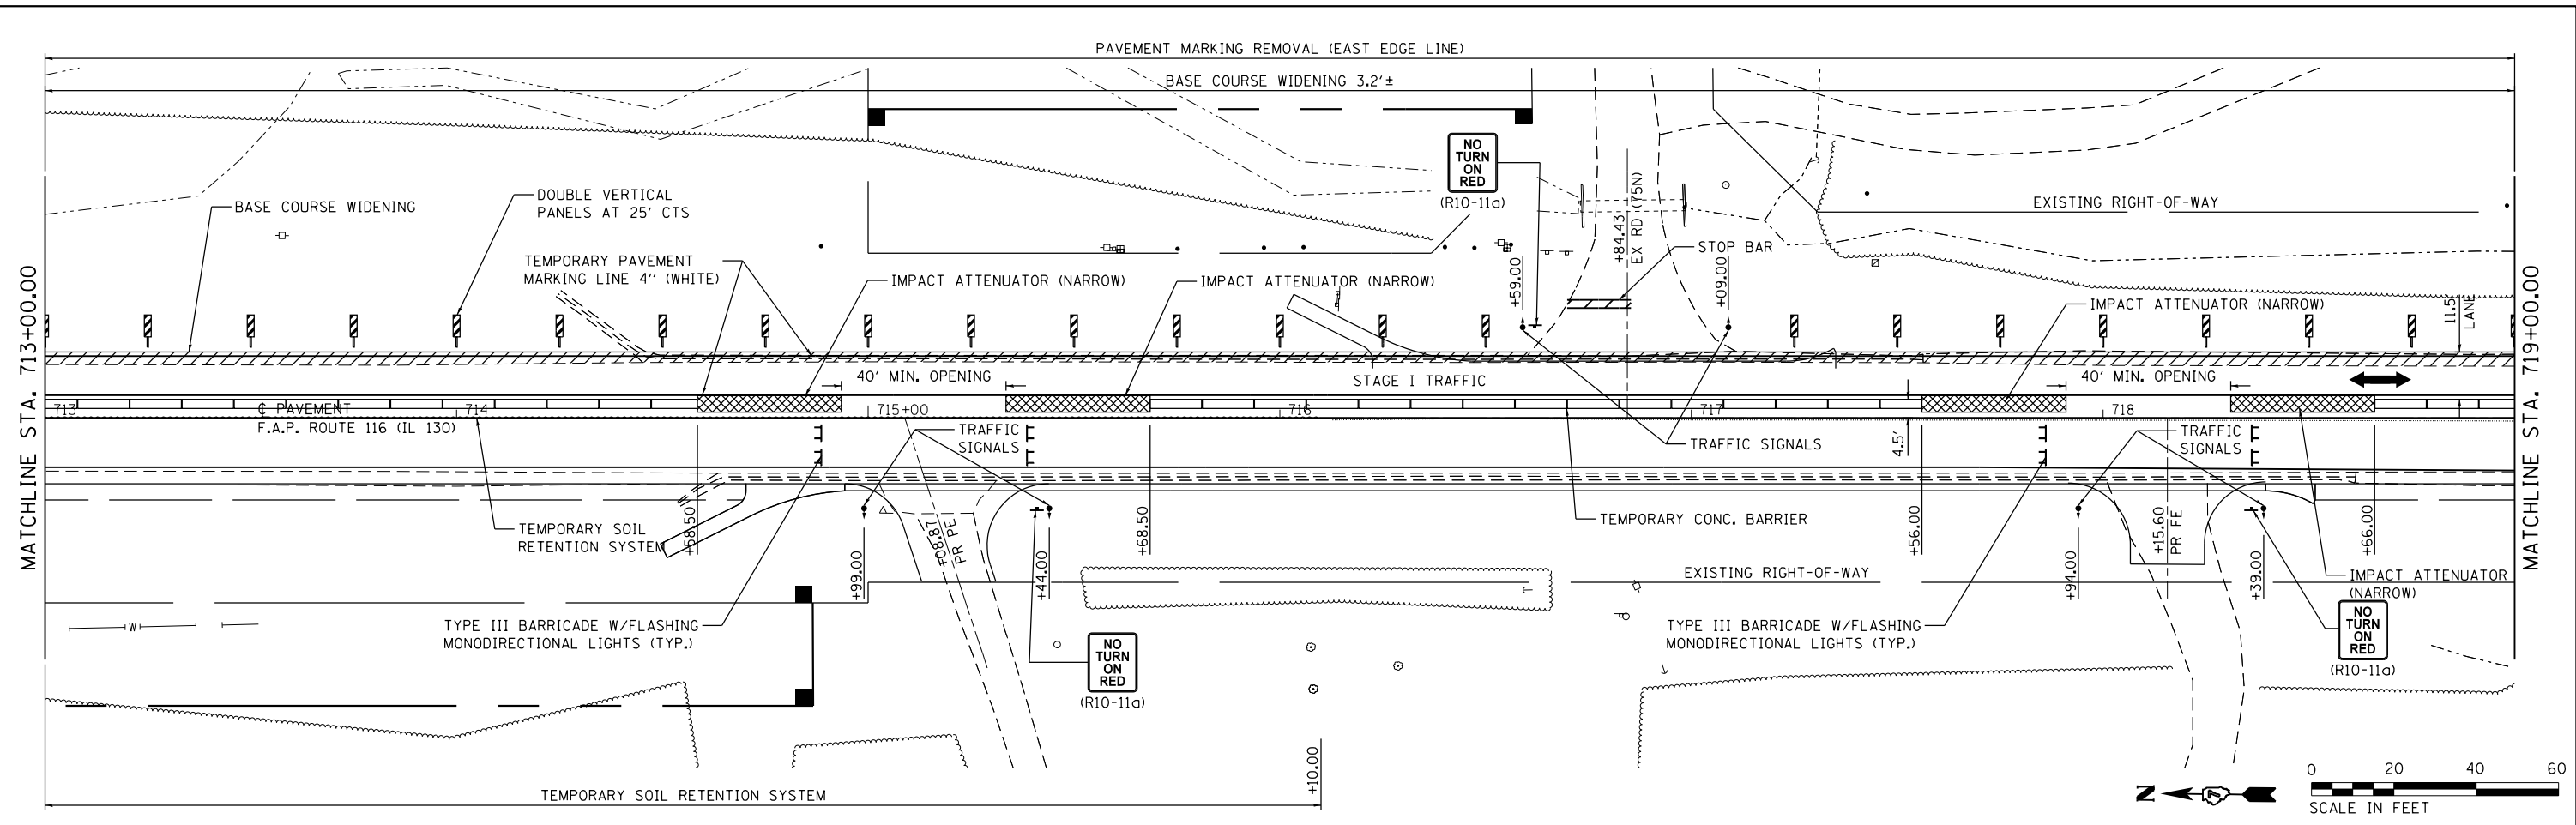 PAVEMENT MARKING REMOVAL (EAST EDGE LINE)
BASE COURSE WIDENING 3.2'±
NO
TURN
ON
RED
(R10-11a)
DOUBLE VERTICAL
PANELS AT 25' CTS
BASE COURSE WIDENING
EXISTING RIGHT-OF-WAY
+84.43
EX RD (75N)
STOP BAR
TEMPORARY PAVEMENT
MARKING LINE 4'' (WHITE)
IMPACT ATTENUATOR (NARROW)
IMPACT ATTENUATOR (NARROW)
+59.00
+09.00
IMPACT ATTENUATOR (NARROW)
11.5'
LANE
MATCHLINE STA. 713+00.00
MATCHLINE STA. 719+00.00
40' MIN. OPENING
STAGE I TRAFFIC
40' MIN. OPENING
713
₵ PAVEMENT
714
715+00
716
717
718
F.A.P. ROUTE 116 (IL 130)
TRAFFIC
SIGNALS
TRAFFIC SIGNALS
4.5'
TRAFFIC
SIGNALS
TEMPORARY SOIL
RETENTION SYSTEM
+58.50
+99.00
+08.87
PR PE
+44.00
+68.50
TEMPORARY CONC. BARRIER
+56.00
+94.00
+15.60
PR FE
+39.00
+66.00
EXISTING RIGHT-OF-WAY
IMPACT ATTENUATOR
(NARROW)
W
TYPE III BARRICADE W/FLASHING
MONODIRECTIONAL LIGHTS (TYP.)
NO
TURN
ON
RED
(R10-11a)
TYPE III BARRICADE W/FLASHING
MONODIRECTIONAL LIGHTS (TYP.)
NO
TURN
ON
RED
(R10-11a)
+10.00
TEMPORARY SOIL RETENTION SYSTEM
N
0 20 40 60
SCALE IN FEET